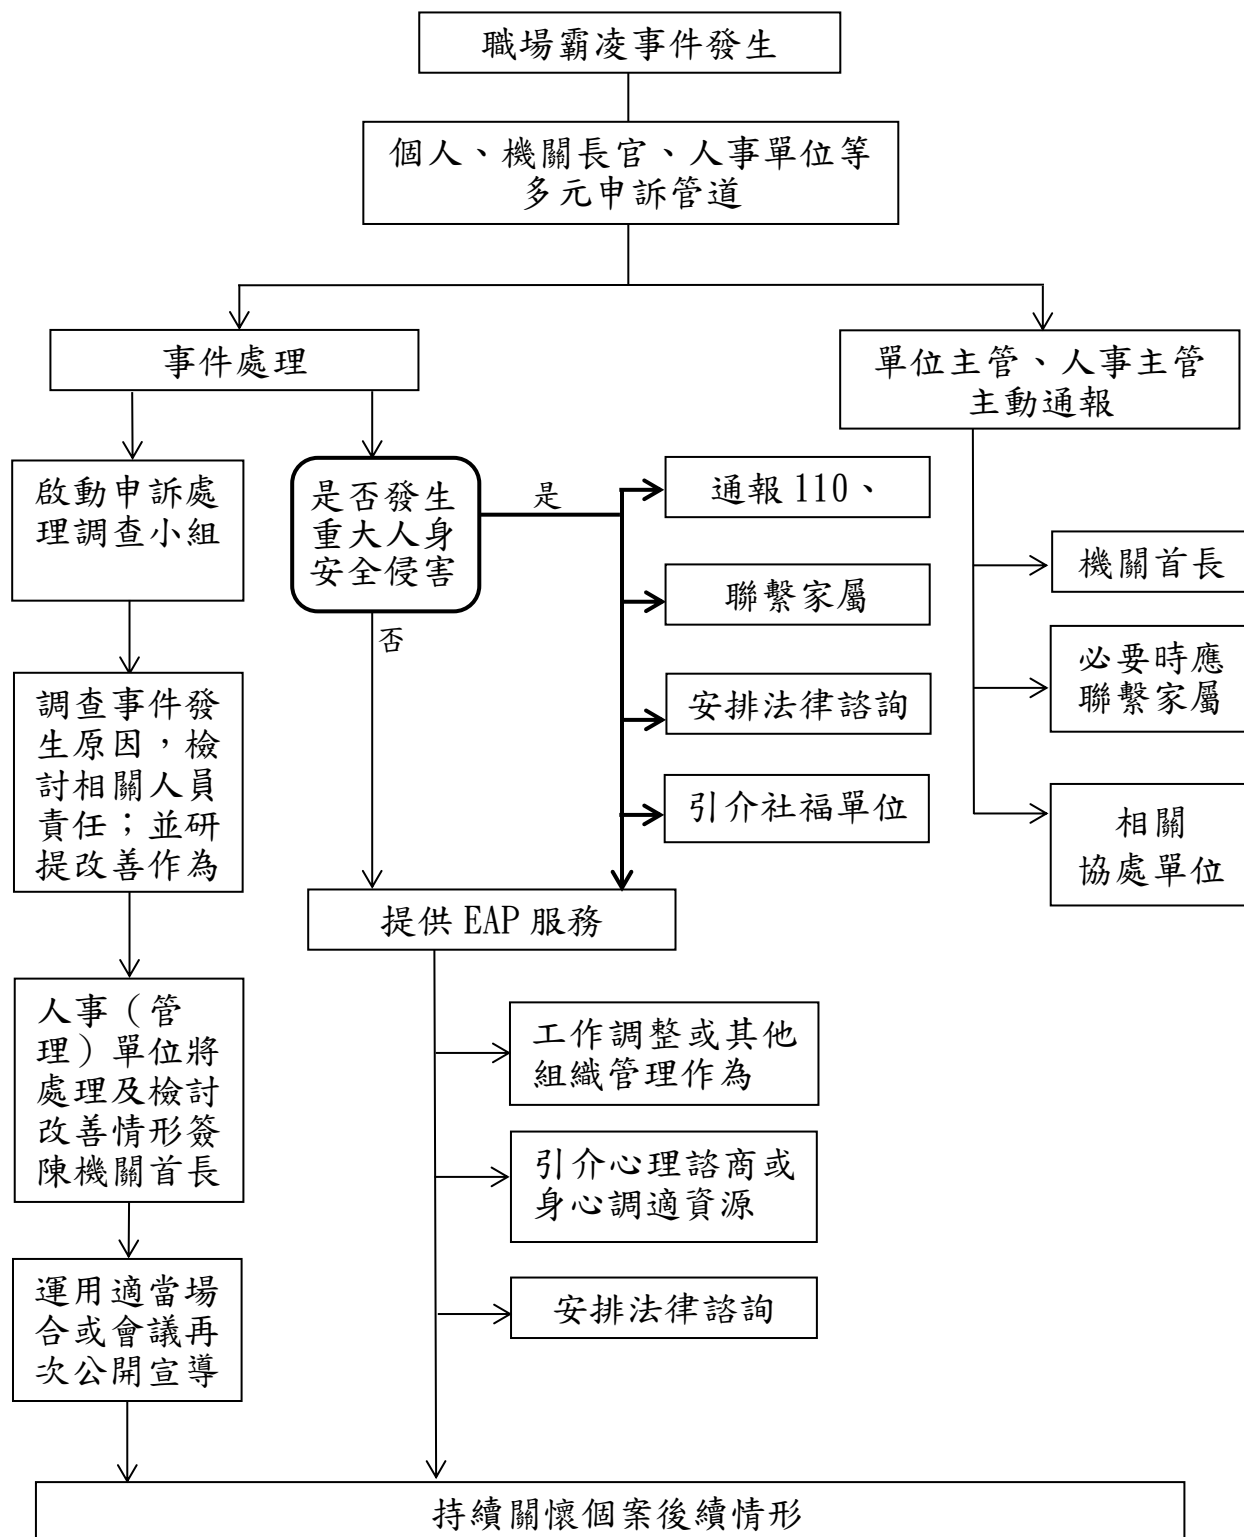 職場霸凌事件發生
個人、機關長官、人事單位等
多元申訴管道
事件處理
單位主管、人事主管
主動通報
啟動申訴處
理調查小組
是否發生
重大人身
安全侵害
是
否
通報 110、
聯繫家屬
安排法律諮詢
引介社福單位
機關首長
必要時應
聯繫家屬
相關
協處單位
調查事件發
生原因，檢
討相關人員
責任；並研
提改善作為
提供 EAP 服務
人事（管
理）單位將
處理及檢討
改善情形簽
陳機關首長
工作調整或其他
組織管理作為
引介心理諮商或
身心調適資源
安排法律諮詢
運用適當場
合或會議再
次公開宣導
持續關懷個案後續情形